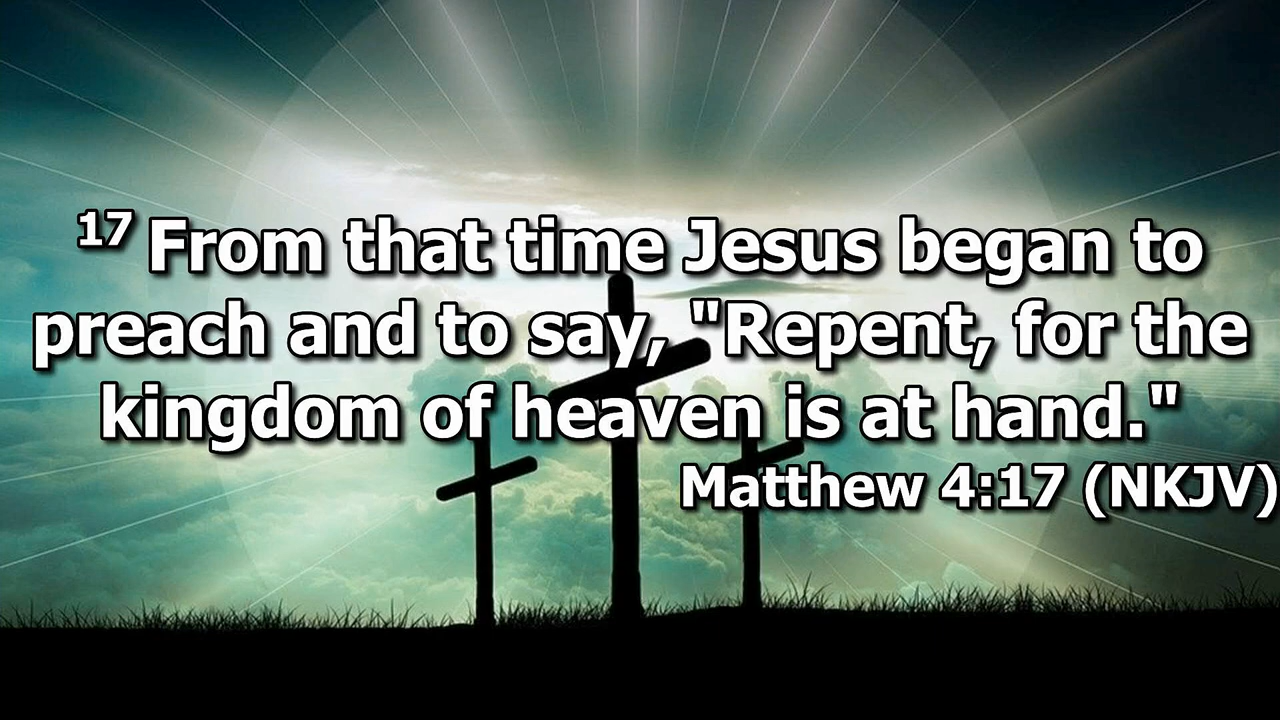 17 From that time Jesus began to
preach and to say, "Repent, for the
kingdom of heaven is at hand."
Matthew 4:17 (NKJV)